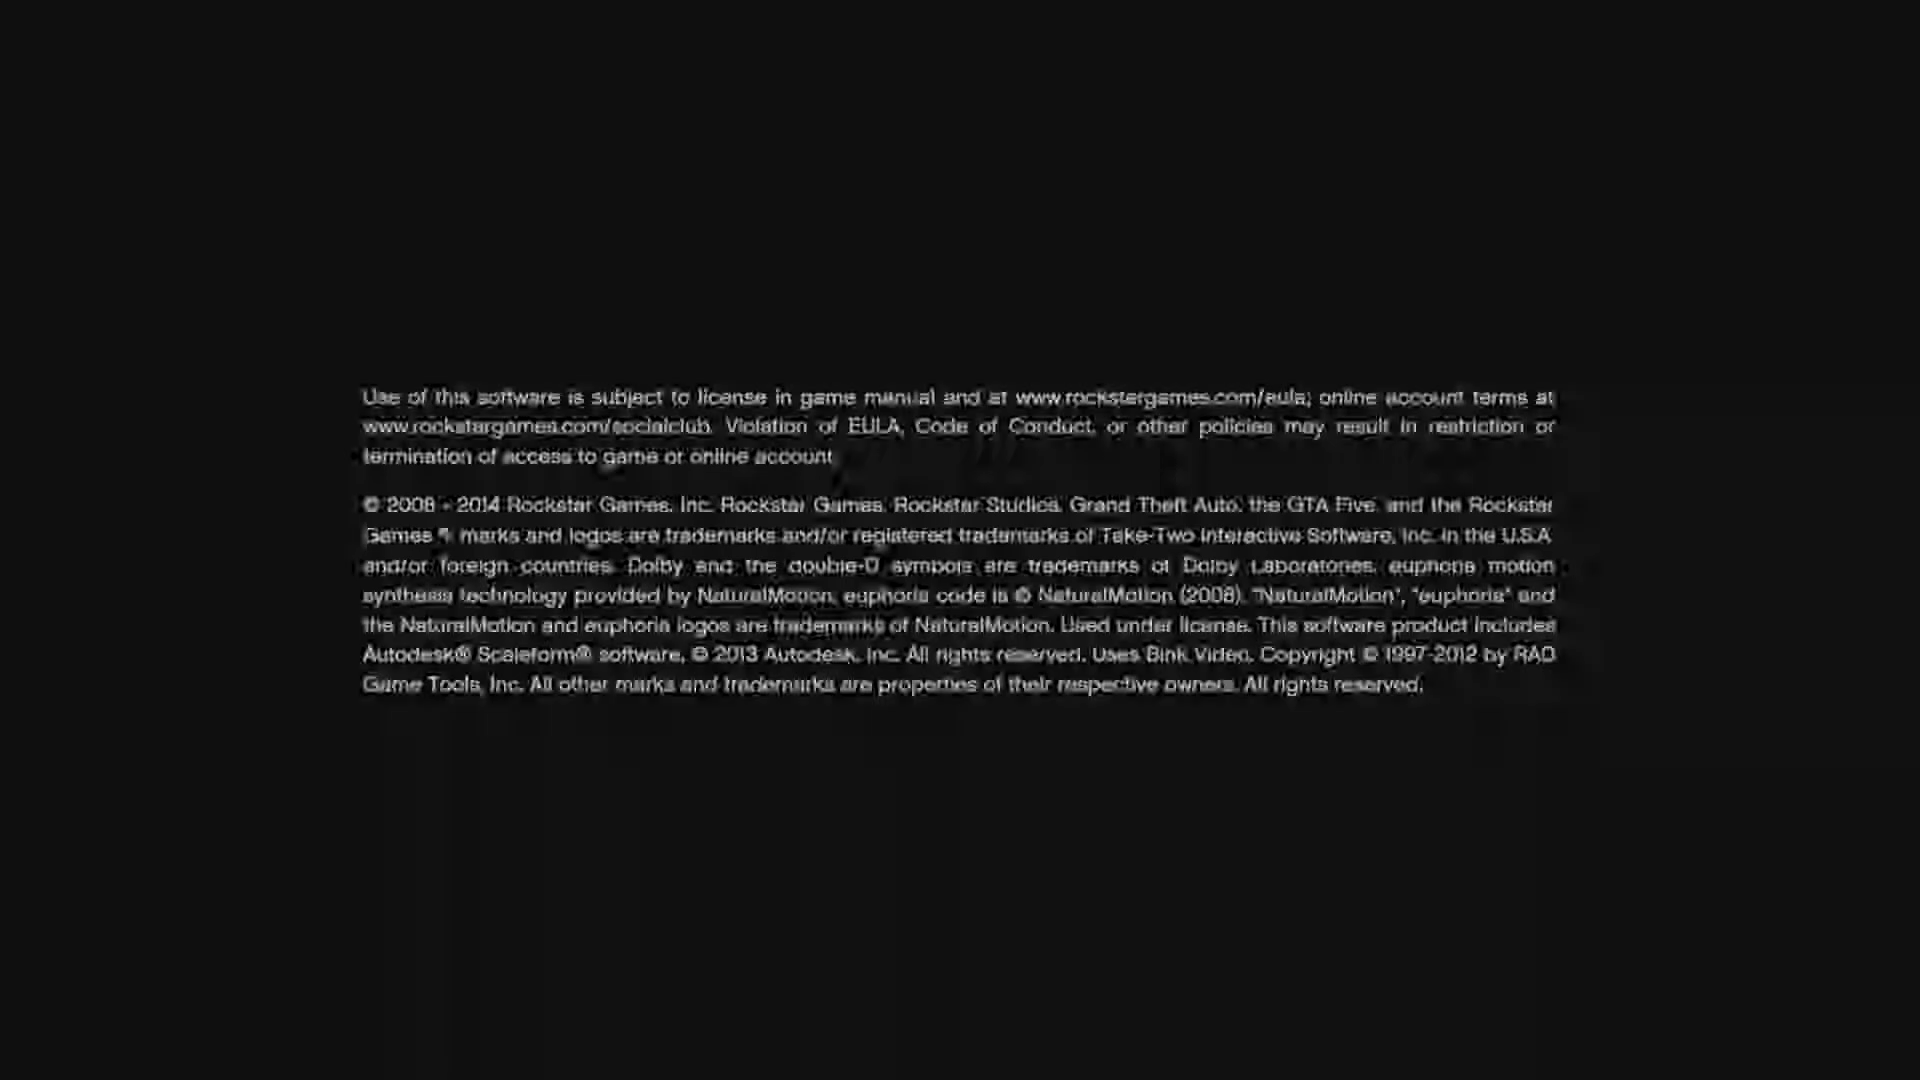 Use of this software is subject to license in game manual and at www.rockstargames.com/eula; online account terms at
www.rockstargames.com/socialclub. Violation of EULA, Code of Conduct, or other policies may result in restriction or
termination of access to game or online account.
© 2008 - 2014 Rockstar Games, Inc. Rockstar Games, Rockstar Studios, Grand Theft Auto, the GTA Five, and the Rockstar
Games marks and logos are trademarks and/or registered trademarks of Take-Two Interactive Software, Inc. in the U.S.A.
and/or foreign countries. Dolby and the double-D symbols are trademarks of Dolby Laboratories. euphoria motion
synthesis technology provided by NaturalMotion. euphoria code is © NaturalMotion (2008). "NaturalMotion", "euphoria" and
the NaturalMotion and euphoria logos are trademarks of NaturalMotion. Used under license. This software product includes
Autodesk® Scaleform® software, © 2013 Autodesk, Inc. All rights reserved. Uses Bink Video. Copyright © 1997-2012 by RAD
Game Tools, Inc. All other marks and trademarks are properties of their respective owners. All rights reserved.